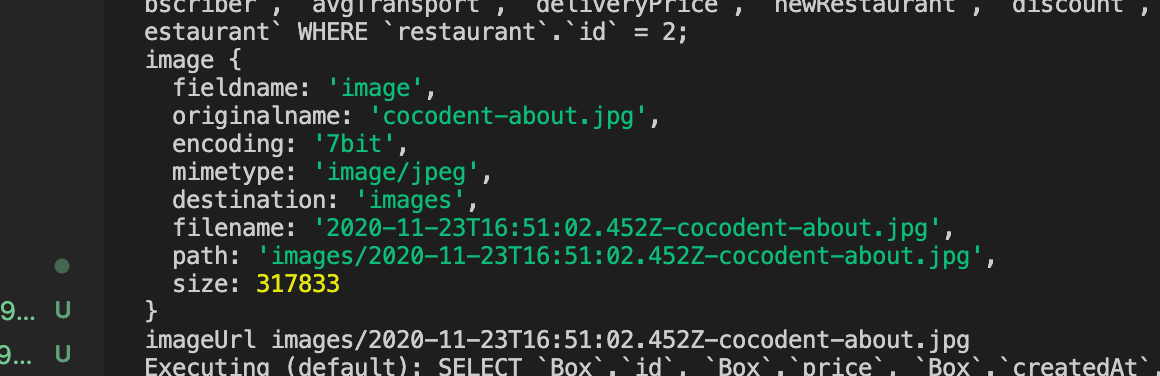 bscriber`, `avgTransport`, `deliveryPrice`, `newRestaurant`, `discount`,
estaurant` WHERE `restaurant`.`id` = 2;
image {
fieldname: 'image',
originalname: 'cocodent-about.jpg',
encoding: '7bit',
mimetype: 'image/jpeg',
destination: 'images',
filename: '2020-11-23T16:51:02.452Z-cocodent-about.jpg',
path: 'images/2020-11-23T16:51:02.452Z-cocodent-about.jpg',
size: 317833
9... U
}
imageUrl images/2020-11-23T16:51:02.452Z-cocodent-about.jpg
9... U
Executing (default): SELECT `Box`.`id`, `Box`.`price`, `Box`.`createdAt`,